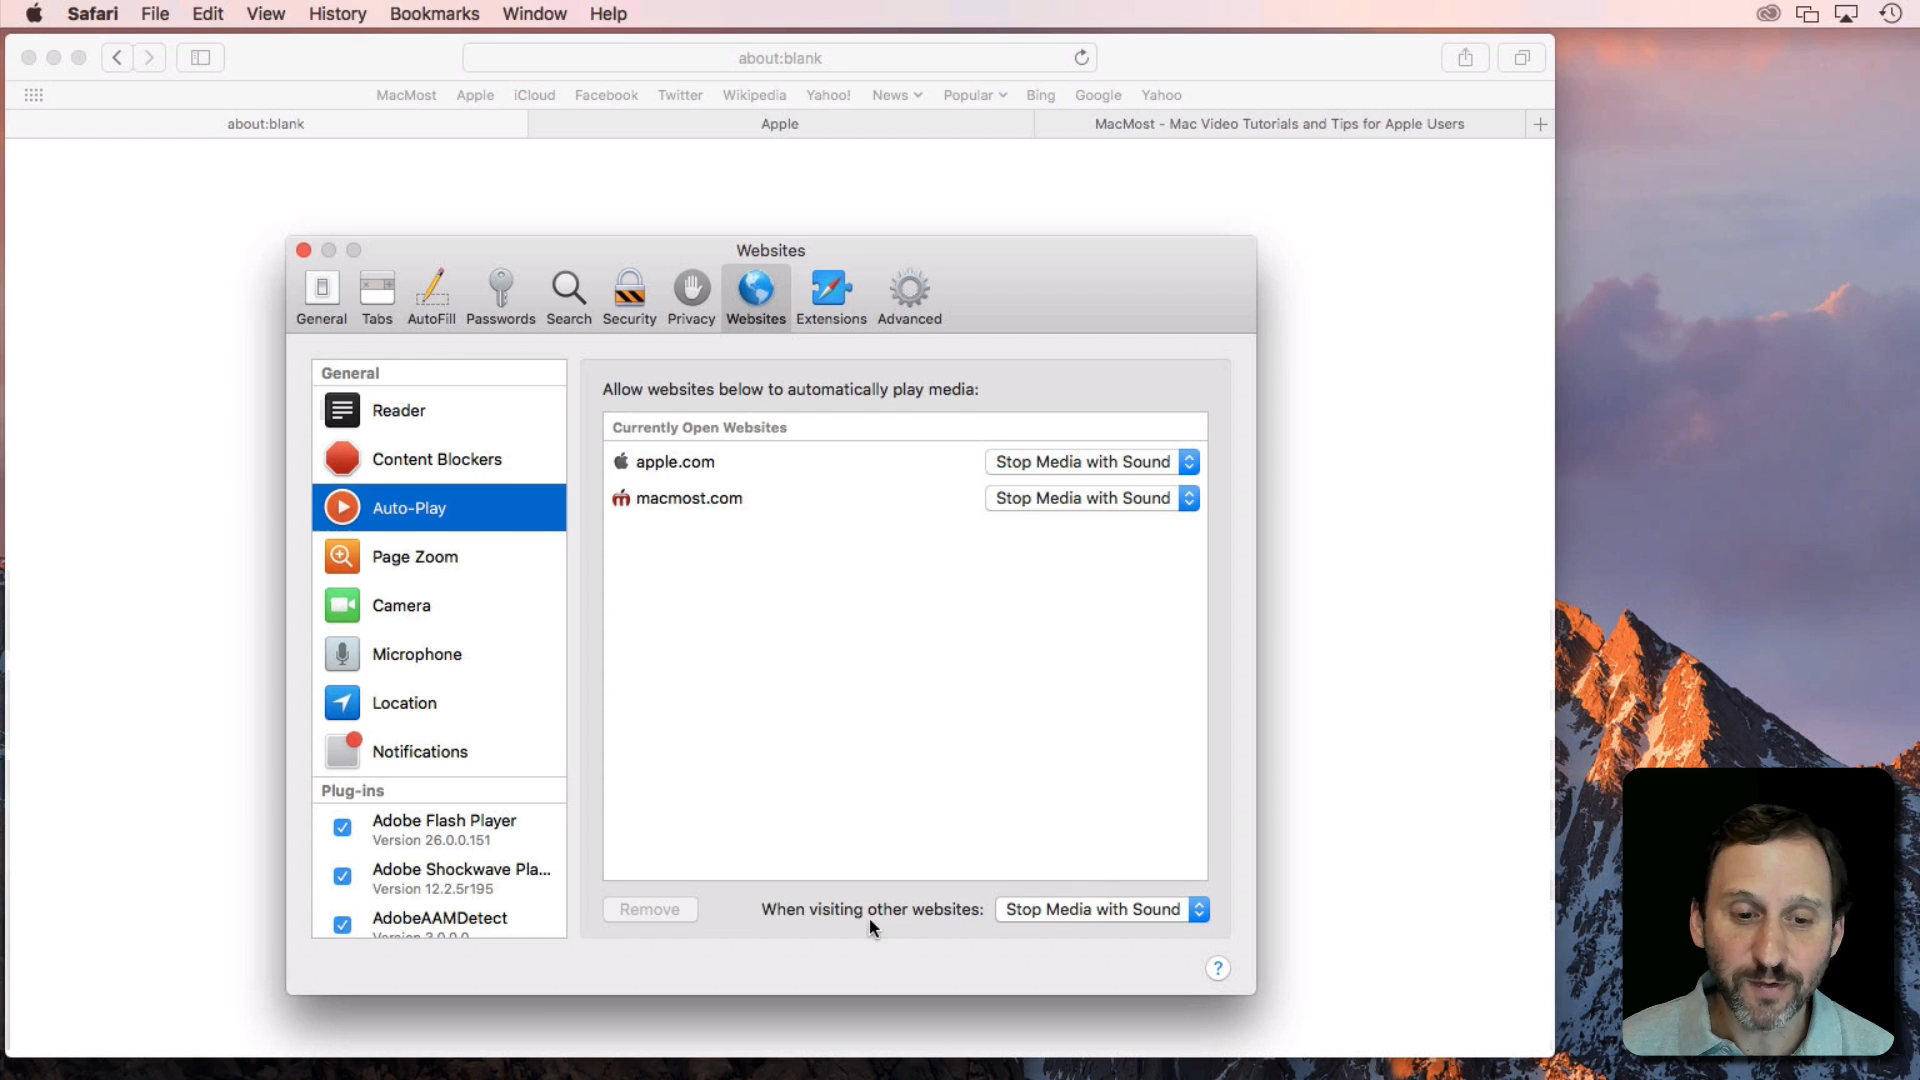 Safari File Edit View History Bookmarks Window Help
about:blank
MacMost Apple iCloud Facebook Twitter Wikipedia Yahoo! News Popular Bing Google Yahoo
about:blank Apple MacMost - Mac Video Tutorials and Tips for Apple Users
Websites
General Tabs AutoFill Passwords Search Security Privacy Websites Extensions Advanced
General
Reader
Content Blockers
Auto-Play
Page Zoom
Camera
Microphone
Location
Notifications
Plug-ins
Adobe Flash Player
Version 26.0.0.151
Adobe Shockwave Pla...
Version 12.2.5r195
AdobeAAMDetect
Version 3.0.0.0
Allow websites below to automatically play media:
Currently Open Websites
apple.com Stop Media with Sound
macmost.com Stop Media with Sound
Remove When visiting other websites: Stop Media with Sound
?